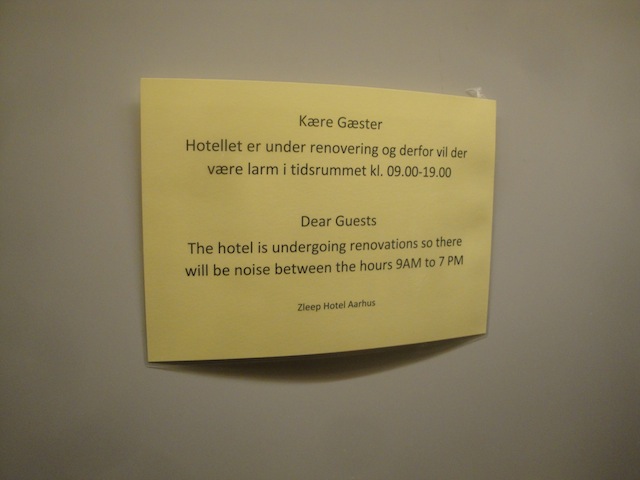 Kære Gæster
Hotellet er under renovering og derfor vil der
være larm i tidsrummet kl. 09.00-19.00
Dear Guests
The hotel is undergoing renovations so there
will be noise between the hours 9AM to 7 PM
Zleep Hotel Aarhus